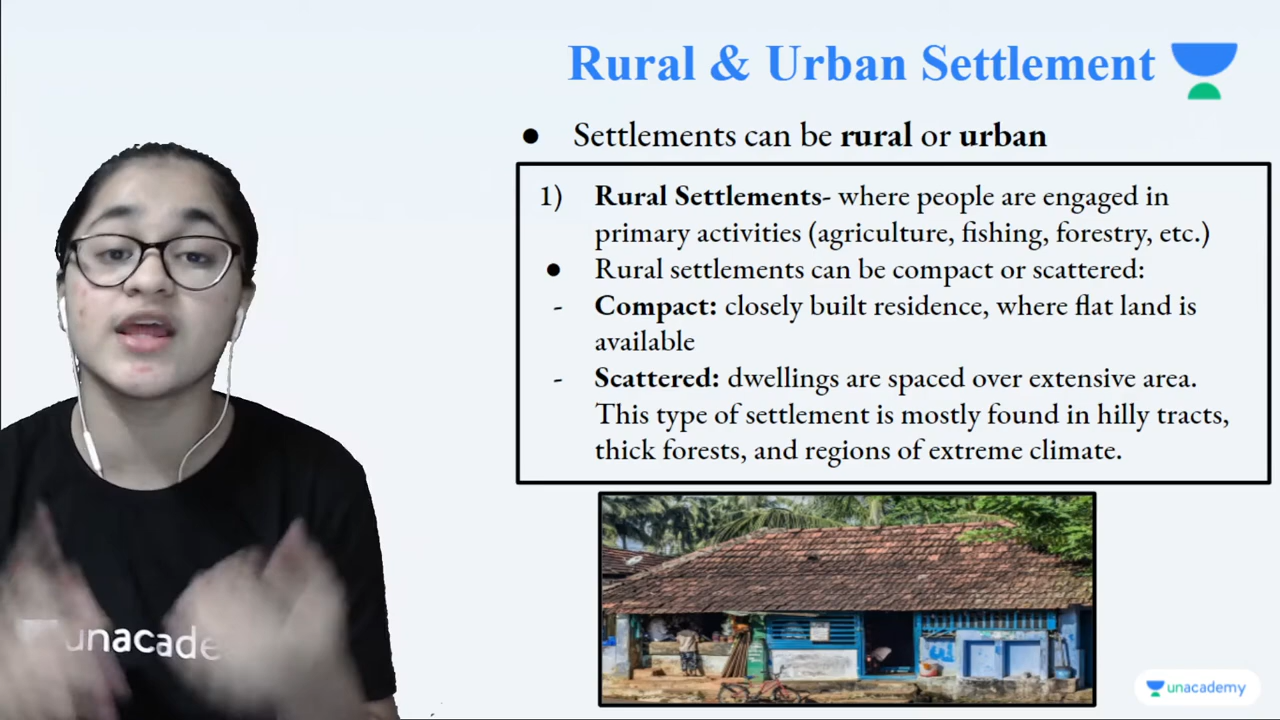 Rural & Urban Settlement
● Settlements can be rural or urban
1) Rural Settlements- where people are engaged in
primary activities (agriculture, fishing, forestry, etc.)
● Rural settlements can be compact or scattered:
- Compact: closely built residence, where flat land is
available
- Scattered: dwellings are spaced over extensive area.
This type of settlement is mostly found in hilly tracts,
thick forests, and regions of extreme climate.
unacade
unacademy